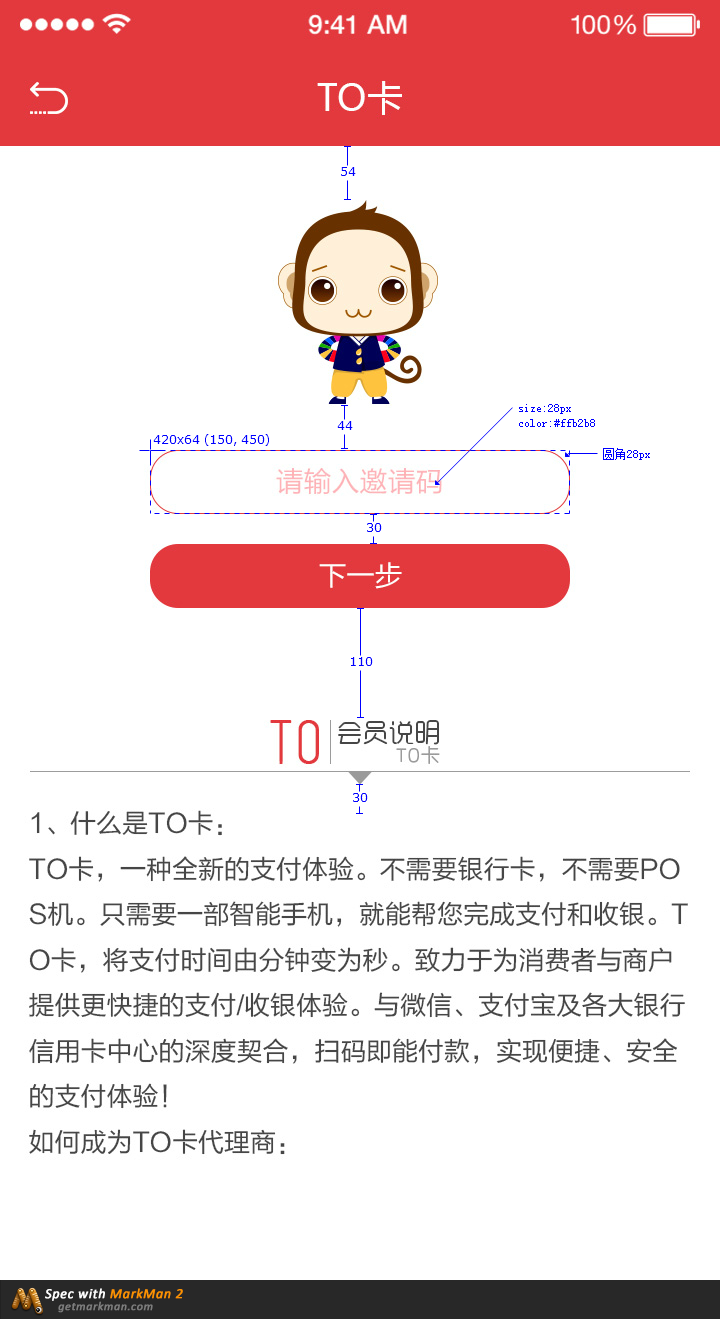 9:41 AM
100%
TO卡
54
44
size:28px
color:#ffb2b8
420x64 (150, 450)
圆角28px
请输入邀请码
30
下一步
110
TO 会员说明
TO卡
30
1、什么是TO卡：
TO卡，一种全新的支付体验。不需要银行卡，不需要PO
S机。只需要一部智能手机，就能帮您完成支付和收银。T
O卡，将支付时间由分钟变为秒。致力于为消费者与商户
提供更快捷的支付/收银体验。与微信、支付宝及各大银行
信用卡中心的深度契合，扫码即能付款，实现便捷、安全
的支付体验！
如何成为TO卡代理商：
Spec with MarkMan 2
getmarkman.com